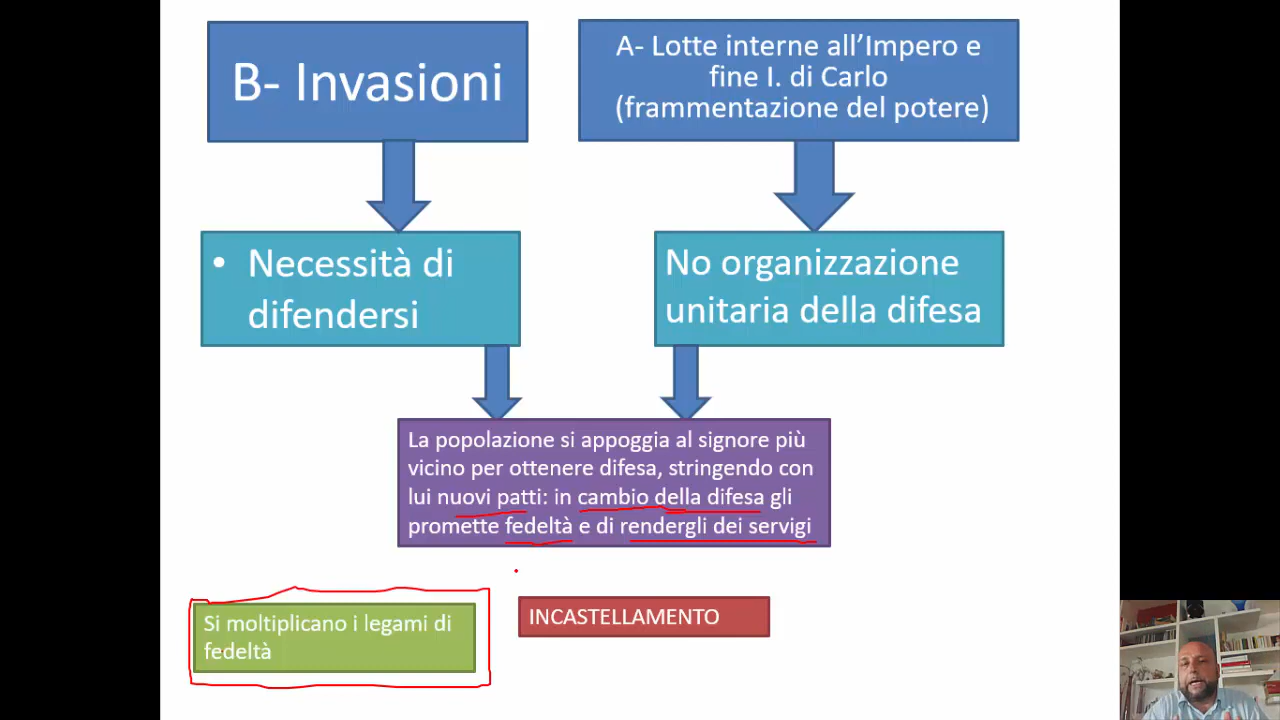 B- Invasioni
A- Lotte interne all’Impero e
fine I. di Carlo
(frammentazione del potere)
• Necessità di
difendersi
No organizzazione
unitaria della difesa
La popolazione si appoggia al signore più
vicino per ottenere difesa, stringendo con
lui nuovi patti: in cambio della difesa gli
promette fedeltà e di rendergli dei servigi
Si moltiplicano i legami di
fedeltà
INCASTELLAMENTO